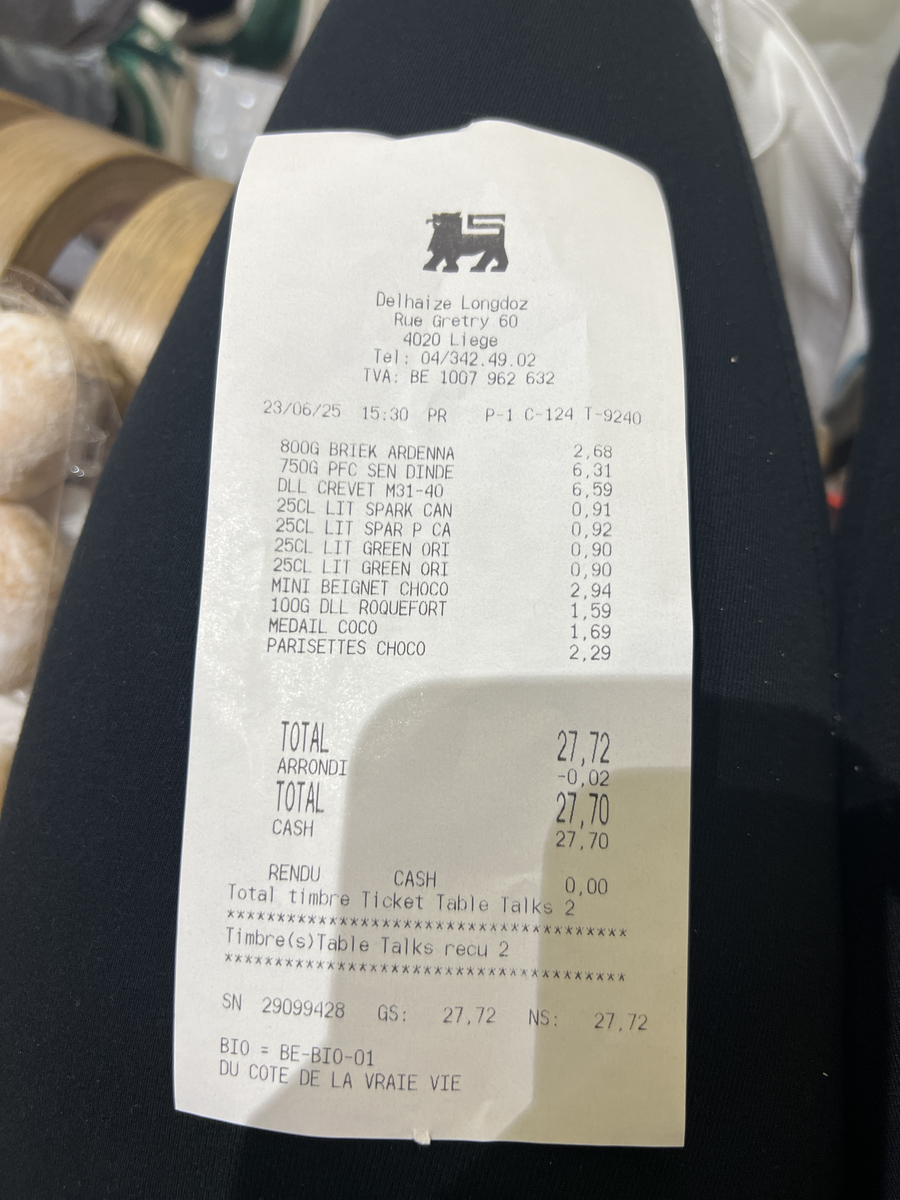 Delhaize Longdoz
Rue Gretry 60
4020 Liege
Tel: 04/342.49.02
TVA: BE 1007 962 632
23/06/25 15:30 PR P-1 C-124 T-9240
800G BRIEK ARDENNA 2,68
750G PFC SEN DINDE 6,31
DLL CREVET M31-40 6,59
25CL LIT SPARK CAN 0,91
25CL LIT SPAR P CA 0,92
25CL LIT GREEN ORI 0,90
25CL LIT GREEN ORI 0,90
MINI BEIGNET CHOCO 2,94
100G DLL ROQUEFORT 1,59
MEDAIL COCO 1,69
PARISETTES CHOCO 2,29
TOTAL 27,72
ARRONDI -0,02
TOTAL 27,70
CASH 27,70
RENDU CASH 0,00
Total timbre Ticket Table Talks 2
****************************************
Timbre(s)Table Talks recu 2
****************************************
SN 29099428 GS: 27,72 NS: 27,72
BIO = BE-BIO-01
DU COTE DE LA VRAIE VIE